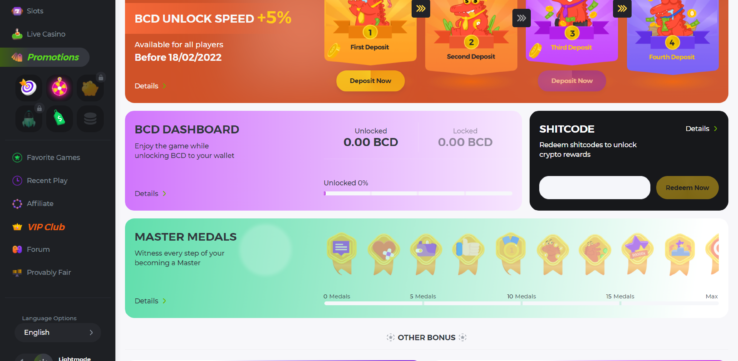 Slots
Live Casino
Promotions
Favorite Games
Recent Play
Affiliate
VIP Club
Forum
Provably Fair
Language Options
English
Lightmode
BCD UNLOCK SPEED +5%
Available for all players
Before 18/02/2022
Details
1
First Deposit
Deposit Now
2
Second Deposit
3
Third Deposit
Deposit Now
4
Fourth Deposit
BCD DASHBOARD
Enjoy the game while
unlocking BCD to your wallet
Details
Unlocked
0.00 BCD
Locked
0.00 BCD
Unlocked 0%
SHITCODE
Details
Redeem shitcodes to unlock
crypto rewards
Redeem Now
MASTER MEDALS
Witness every step of your
becoming a Master
Details
0 Medals
5 Medals
10 Medals
15 Medals
Max
OTHER BONUS